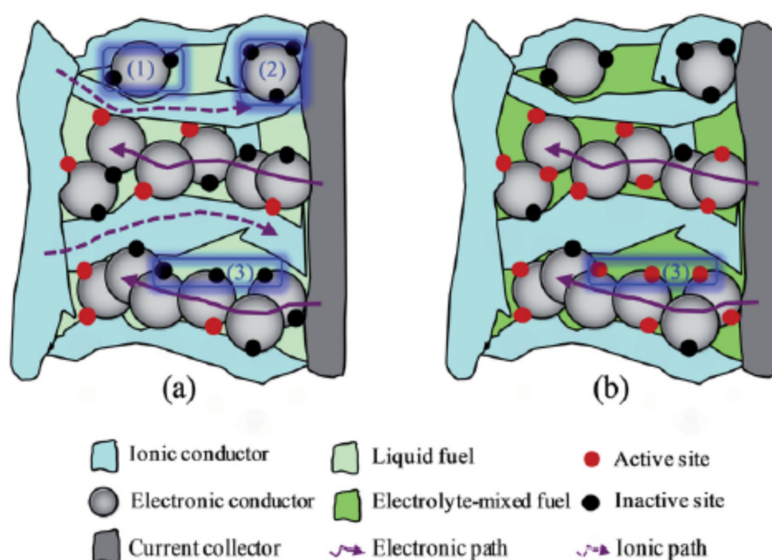 (1) (2)
(3) (3)
(a) (b)
Ionic conductor Liquid fuel Active site
Electronic conductor Electrolyte-mixed fuel Inactive site
Current collector Electronic path Ionic path